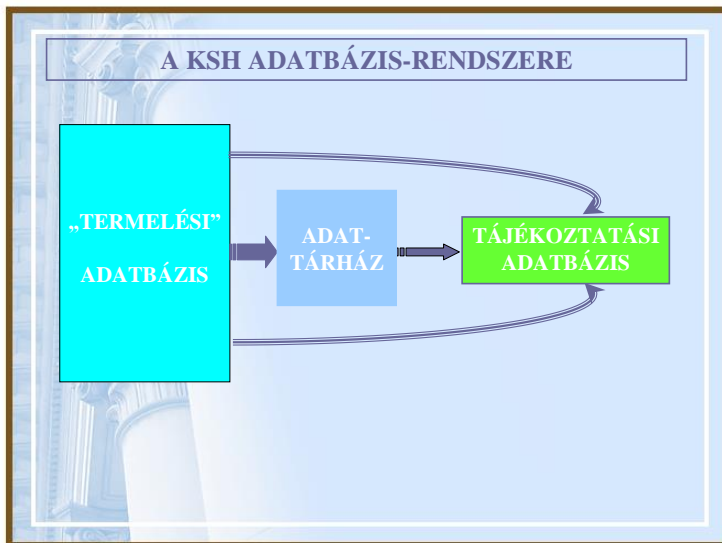 A KSH ADATBÁZIS-RENDSZERE
„TERMELÉSI”
ADATBÁZIS
ADAT-
TÁRHÁZ
TÁJÉKOZTATÁSI
ADATBÁZIS